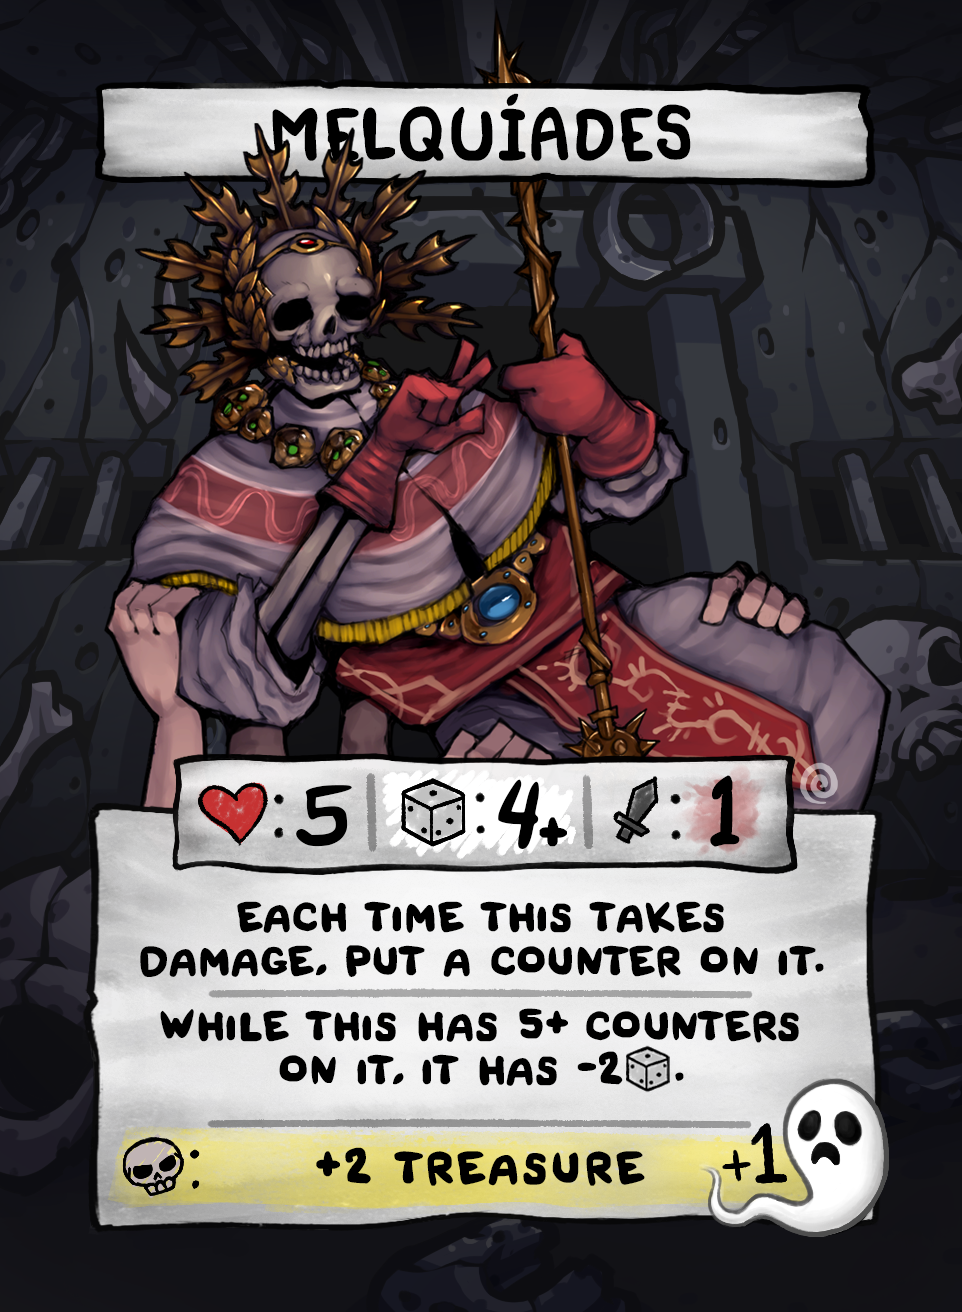 MELQUÍADES
: 5 : 4+ : 1
EACH TIME THIS TAKES
DAMAGE, PUT A COUNTER ON IT.
WHILE THIS HAS 5+ COUNTERS
ON IT, IT HAS -2.
: +2 TREASURE +1